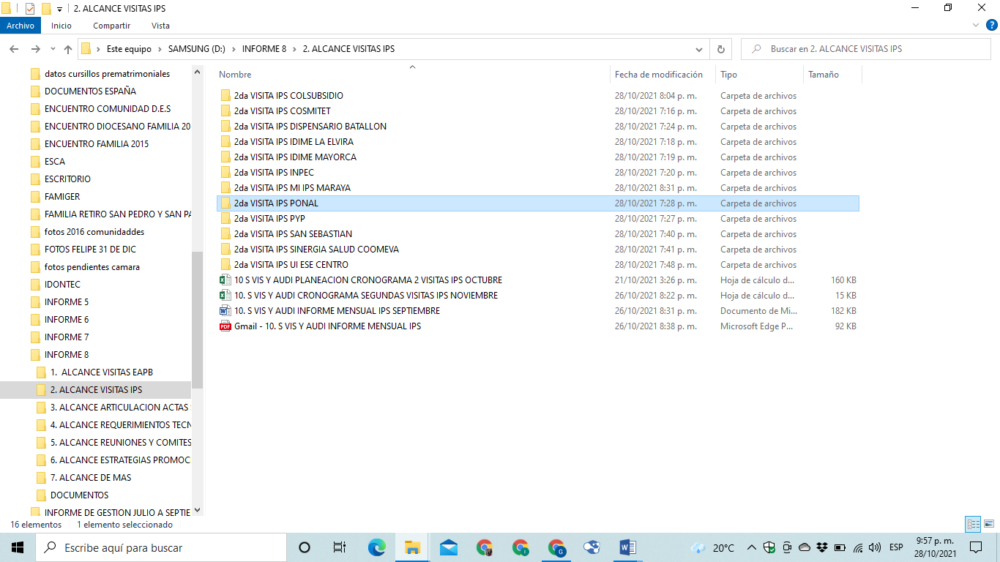 2. ALCANCE VISITAS IPS
Archivo Inicio Compartir Vista
Este equipo SAMSUNG (D:) INFORME 8 2. ALCANCE VISITAS IPS
Buscar en 2. ALCANCE VISITAS IPS
datos cursillos prematrimoniales
DOCUMENTOS ESPAÑA
ENCUENTRO COMUNIDAD D.E.S
ENCUENTRO DIOCESANO FAMILIA 20
ENCUENTRO FAMILIA 2015
ESCA
ESCRITORIO
FAMIGER
FAMILIA RETIRO SAN PEDRO Y SAN PA
fotos 2016 comunidaddes
FOTOS FELIPE 31 DE DIC
fotos pendientes camara
IDONTEC
INFORME 5
INFORME 6
INFORME 7
INFORME 8
1. ALCANCE VISITAS EAPB
2. ALCANCE VISITAS IPS
3. ALCANCE ARTICULACION ACTAS
4. ALCANCE REQUERIMIENTOS TECN
5. ALCANCE REUNIONES Y COMITES
6. ALCANCE ESTRATEGIAS PROMOC
7. ALCANCE DE MAS
DOCUMENTOS
INFORME DE GESTION JULIO A SEPTIE
Nombre Fecha de modificación Tipo Tamaño
2da VISITA IPS COLSUBSIDIO 28/10/2021 8:04 p. m. Carpeta de archivos
2da VISITA IPS COSMITET 28/10/2021 7:16 p. m. Carpeta de archivos
2da VISITA IPS DISPENSARIO BATALLON 28/10/2021 7:24 p. m. Carpeta de archivos
2da VISITA IPS IDIME LA ELVIRA 28/10/2021 7:18 p. m. Carpeta de archivos
2da VISITA IPS IDIME MAYORCA 28/10/2021 7:19 p. m. Carpeta de archivos
2da VISITA IPS INPEC 28/10/2021 7:20 p. m. Carpeta de archivos
2da VISITA IPS MI IPS MARAYA 28/10/2021 8:31 p. m. Carpeta de archivos
2da VISITA IPS PONAL 28/10/2021 7:28 p. m. Carpeta de archivos
2da VISITA IPS PYP 28/10/2021 7:27 p. m. Carpeta de archivos
2da VISITA IPS SAN SEBASTIAN 28/10/2021 7:40 p. m. Carpeta de archivos
2da VISITA IPS SINERGIA SALUD COOMEVA 28/10/2021 7:41 p. m. Carpeta de archivos
2da VISITA IPS UI ESE CENTRO 28/10/2021 7:48 p. m. Carpeta de archivos
10 S VIS Y AUDI PLANEACION CRONOGRAMA 2 VISITAS IPS OCTUBRE 21/10/2021 3:26 p. m. Hoja de cálculo d... 160 KB
10. S VIS Y AUDI CRONOGRAMA SEGUNDAS VISITAS IPS NOVIEMBRE 26/10/2021 8:22 p. m. Hoja de cálculo d... 15 KB
10. S VIS Y AUDI INFORME MENSUAL IPS SEPTIEMBRE 26/10/2021 8:31 p. m. Documento de Mi... 182 KB
Gmail - 10. S VIS Y AUDI INFORME MENSUAL IPS 26/10/2021 8:38 p. m. Microsoft Edge P... 92 KB
16 elementos 1 elemento seleccionado
Escribe aquí para buscar
20°C
ESP
9:57 p. m.
28/10/2021